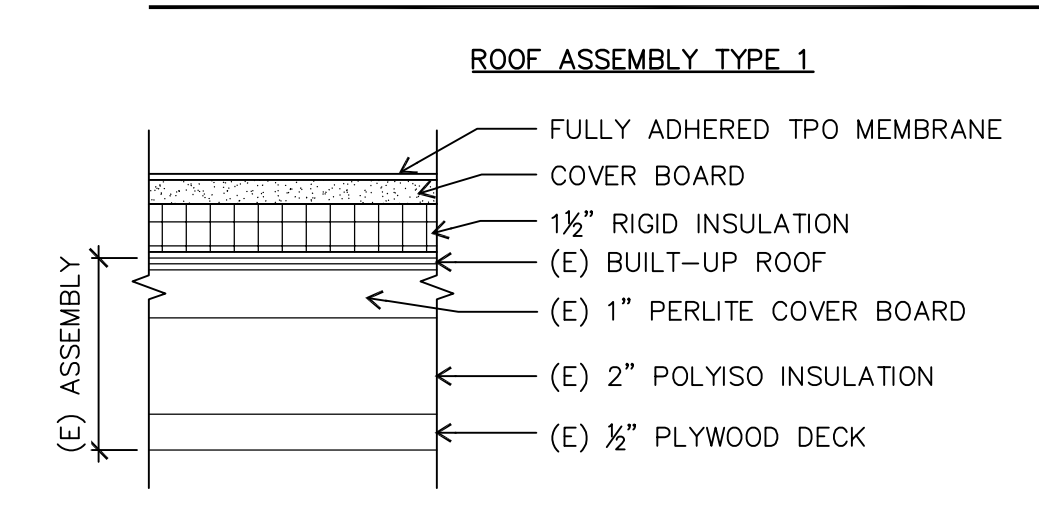 ROOF ASSEMBLY TYPE 1
FULLY ADHERED TPO MEMBRANE
COVER BOARD
1½” RIGID INSULATION
(E) BUILT–UP ROOF
(E) 1” PERLITE COVER BOARD
(E) 2” POLYISO INSULATION
(E) ½” PLYWOOD DECK
(E) ASSEMBLY